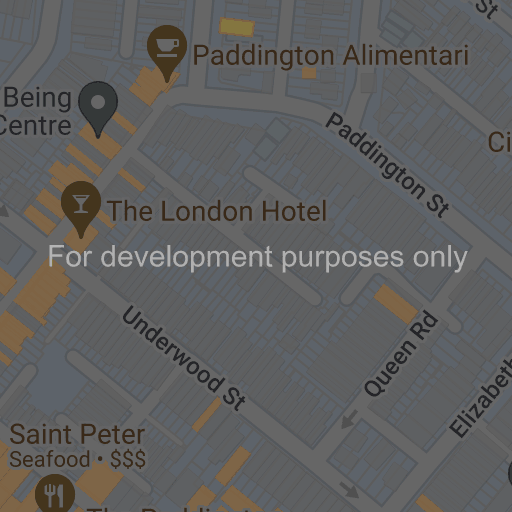 St
Paddington Alimentari
Being
Centre
Paddington St
Ci
The London Hotel
For development purposes only
Underwood St
Queen Rd
Elizabeth
Saint Peter
Seafood • $$$